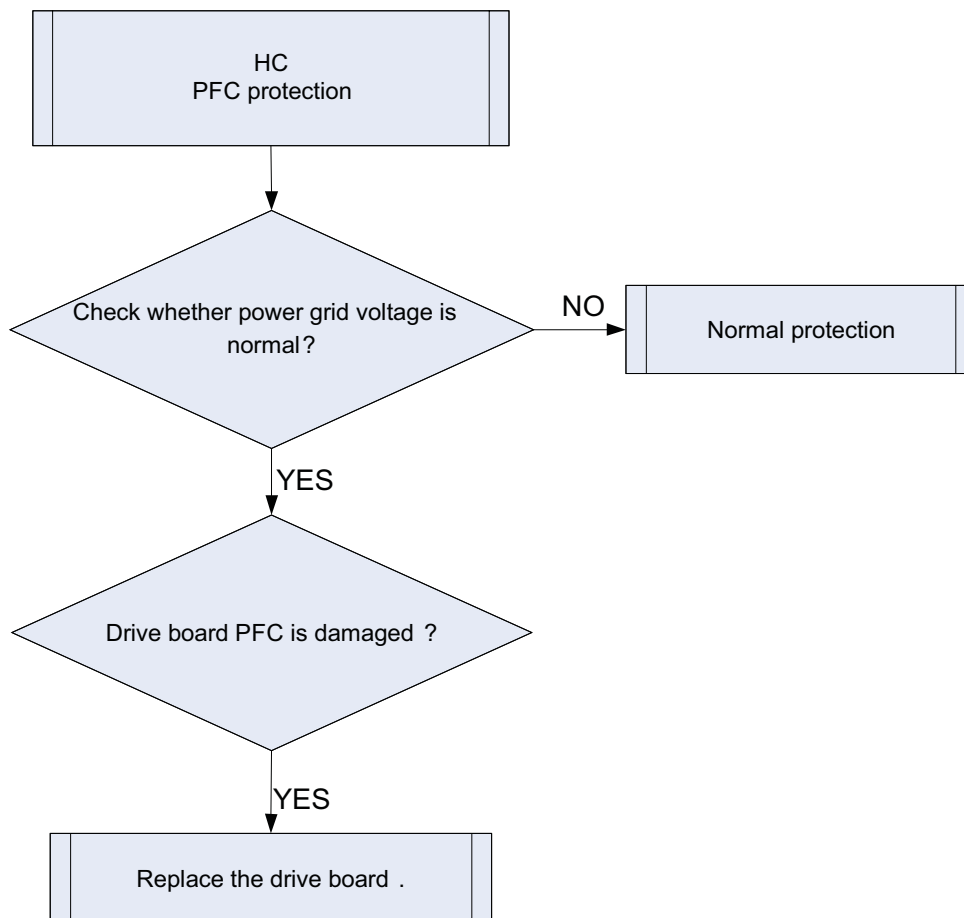 HC
PFC protection
Check whether power grid voltage is
normal?
NO
Normal protection
YES
Drive board PFC is damaged ?
YES
Replace the drive board .